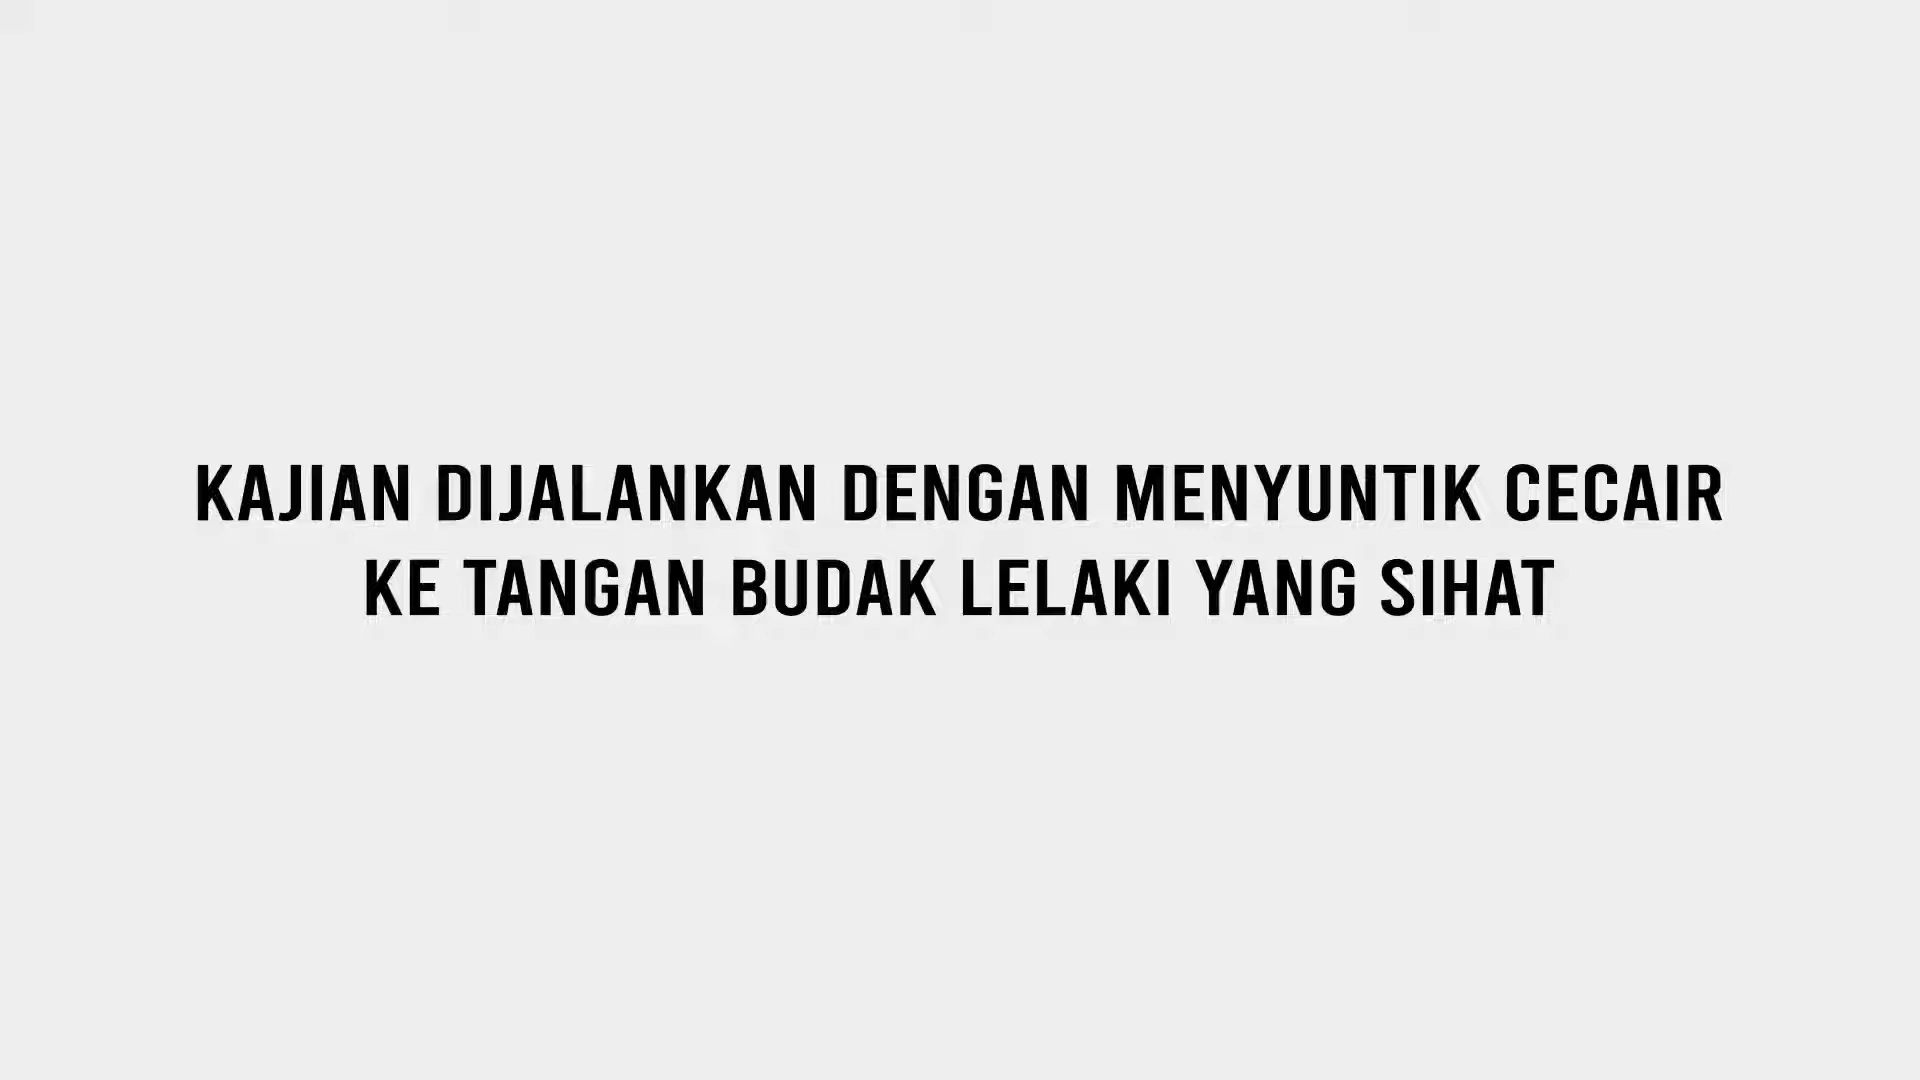 KAJIAN DIJALANKAN DENGAN MENYUNTIK CECAIR
KE TANGAN BUDAK LELAKI YANG SIHAT